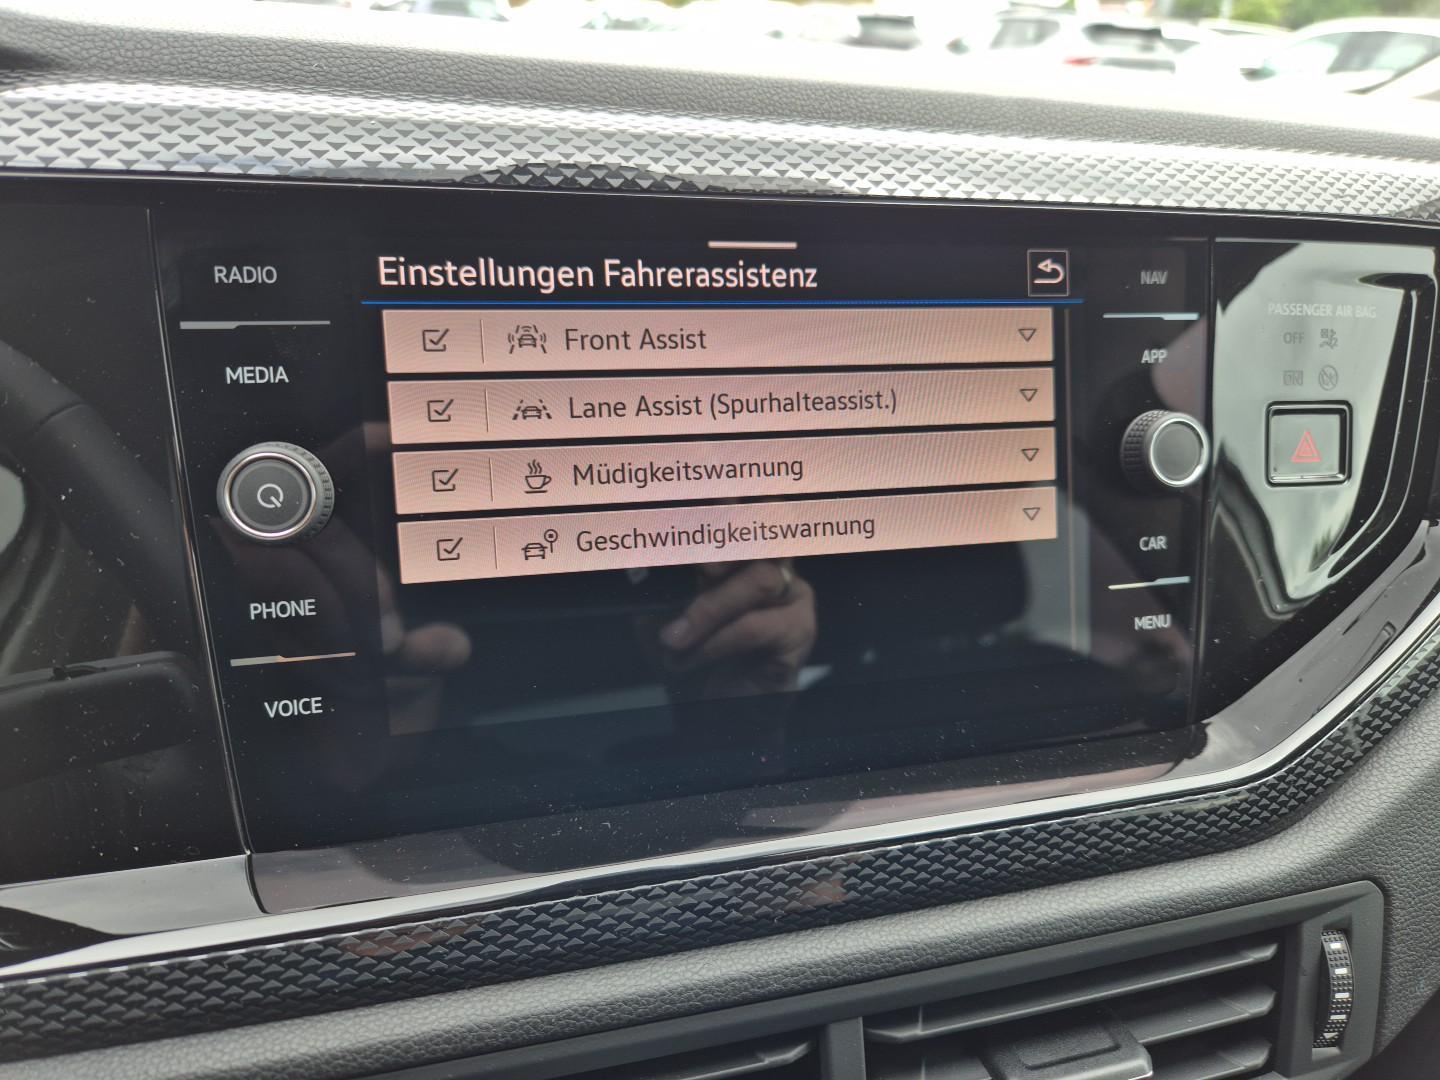 RADIO
MEDIA
PHONE
VOICE
Einstellungen Fahrerassistenz
Front Assist
Lane Assist (Spurhalteassist.)
Müdigkeitswarnung
Geschwindigkeitswarnung
NAV
APP
CAR
MENU
PASSENGER AIR BAG
OFF
ON